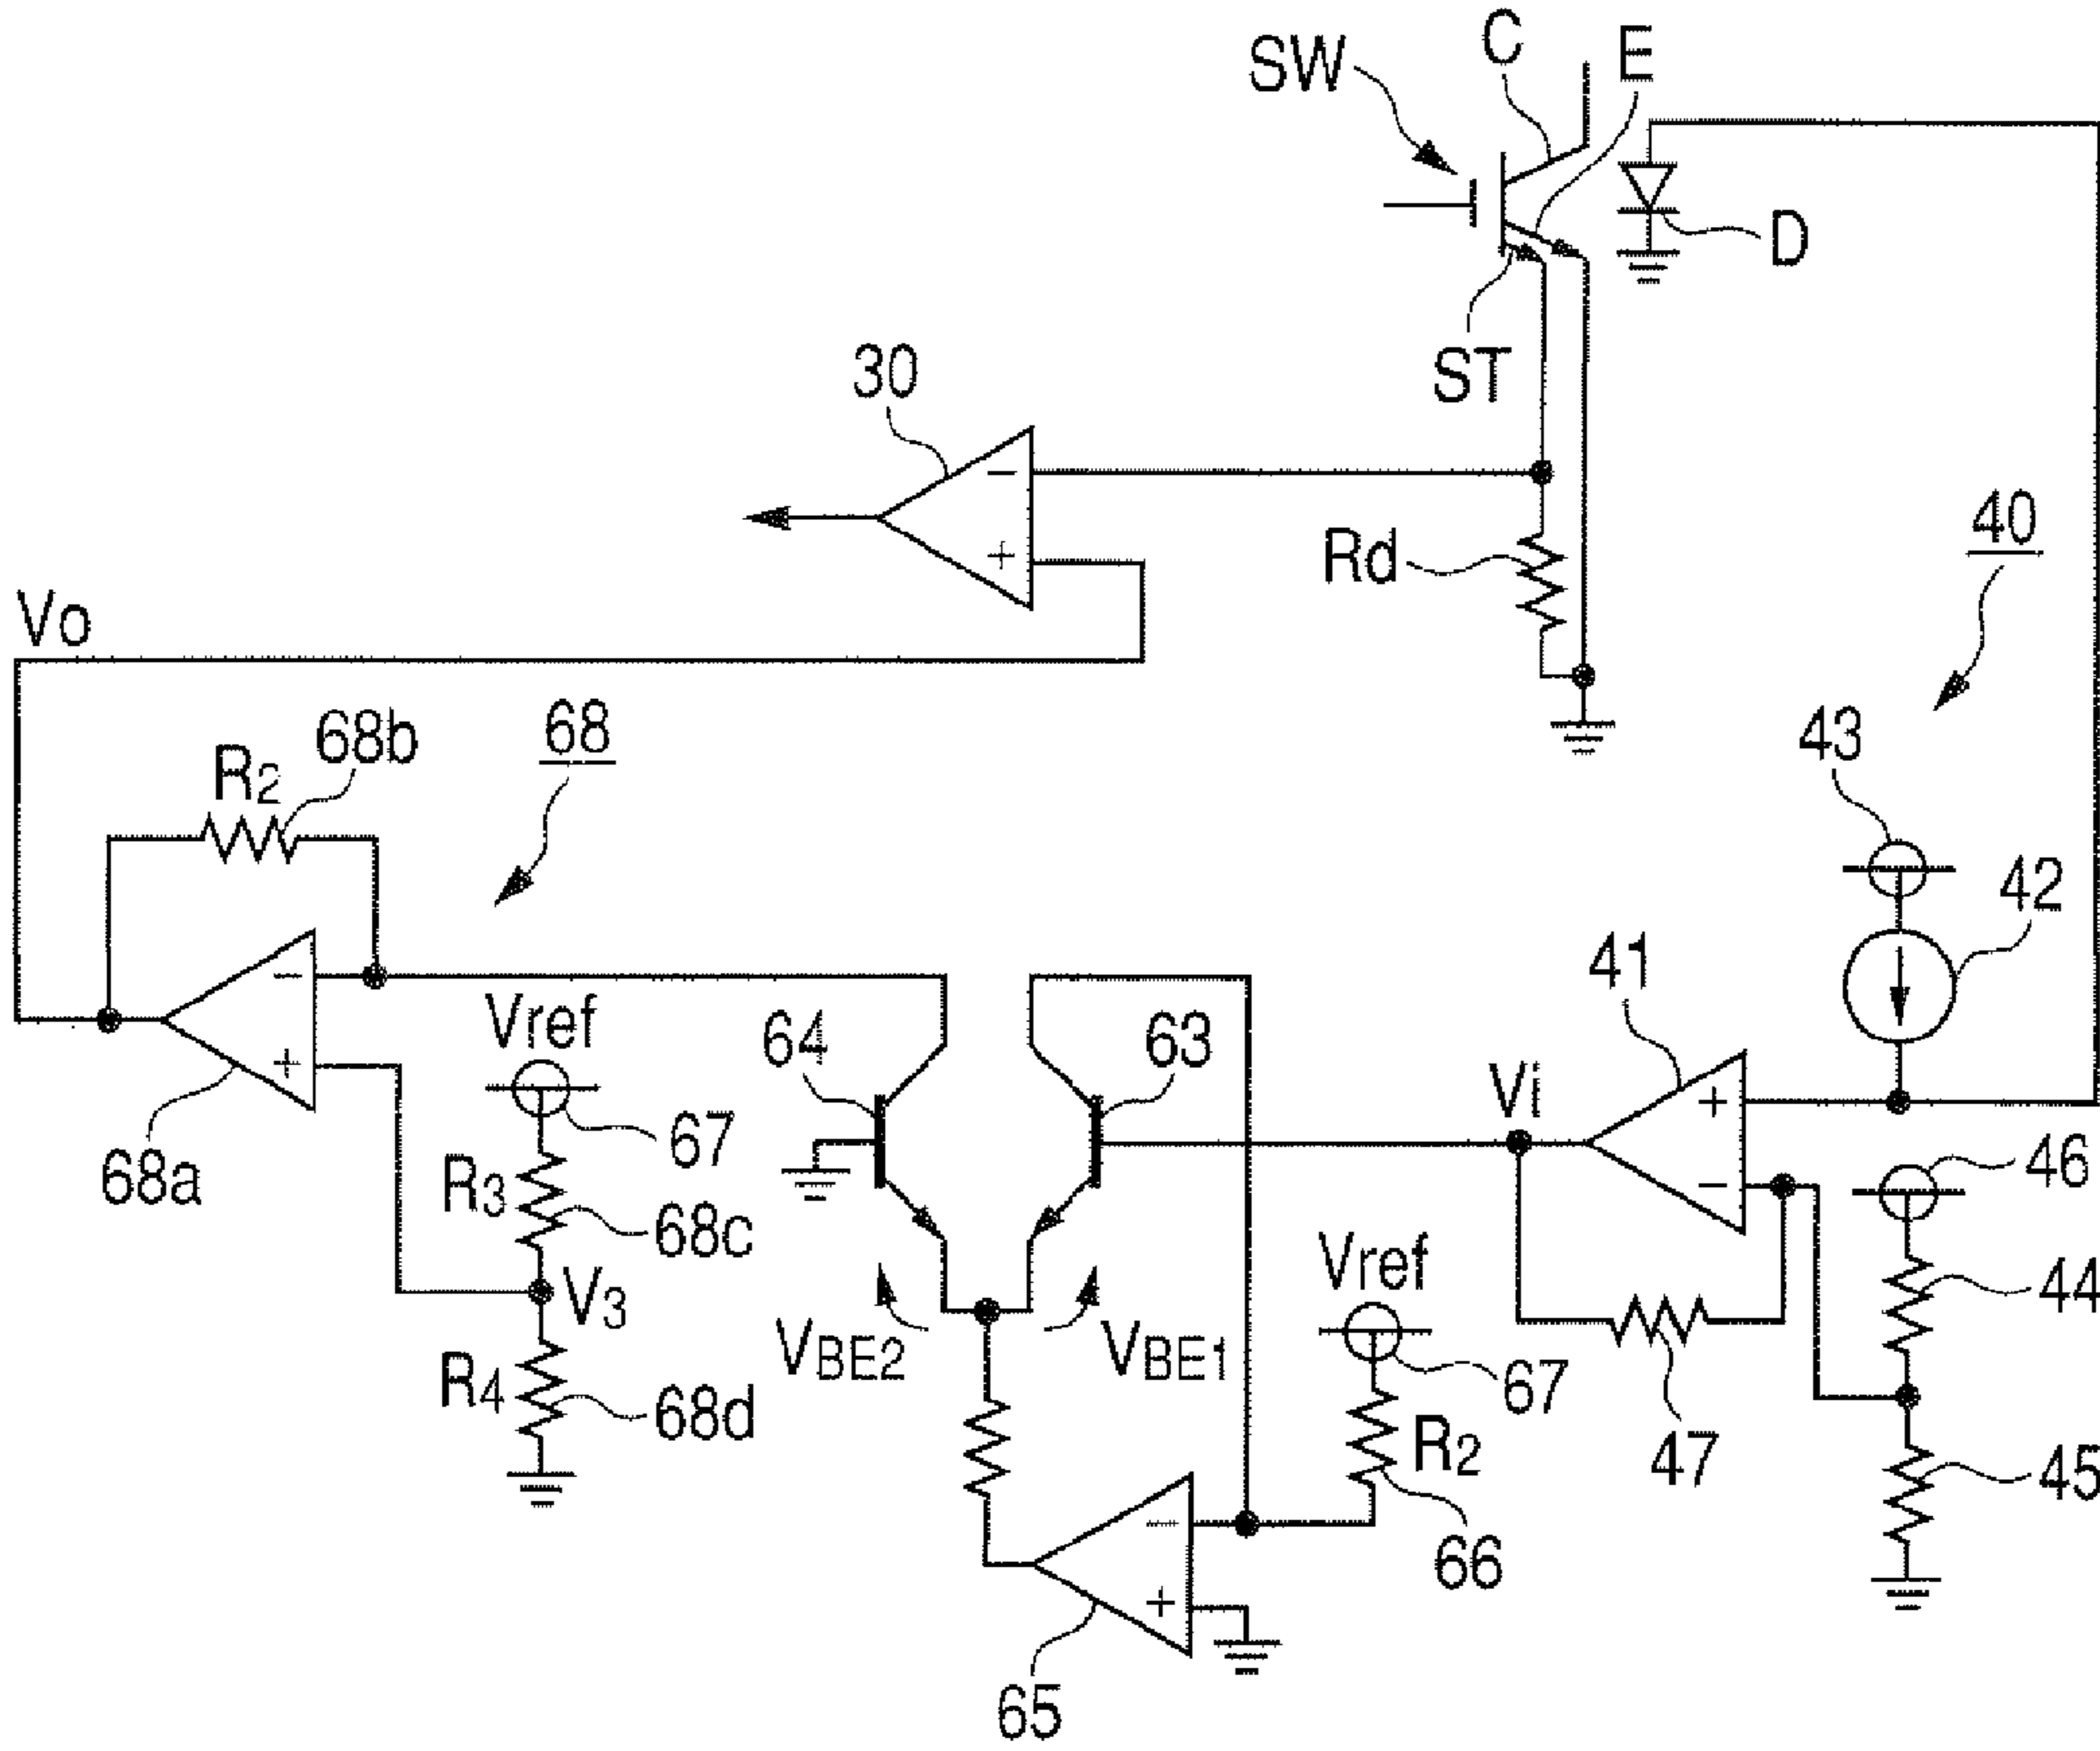 SW
C
E
D
ST
30
−
+
Rd
40
Vo
43
68b
R2
68
42
41
−
+
Vref
64
63
Vi
+
−
46
68a
67
R3
68c
Vref
44
V3
VBE2
VBE1
67
R4
68d
R2
47
45
−
+
66
65